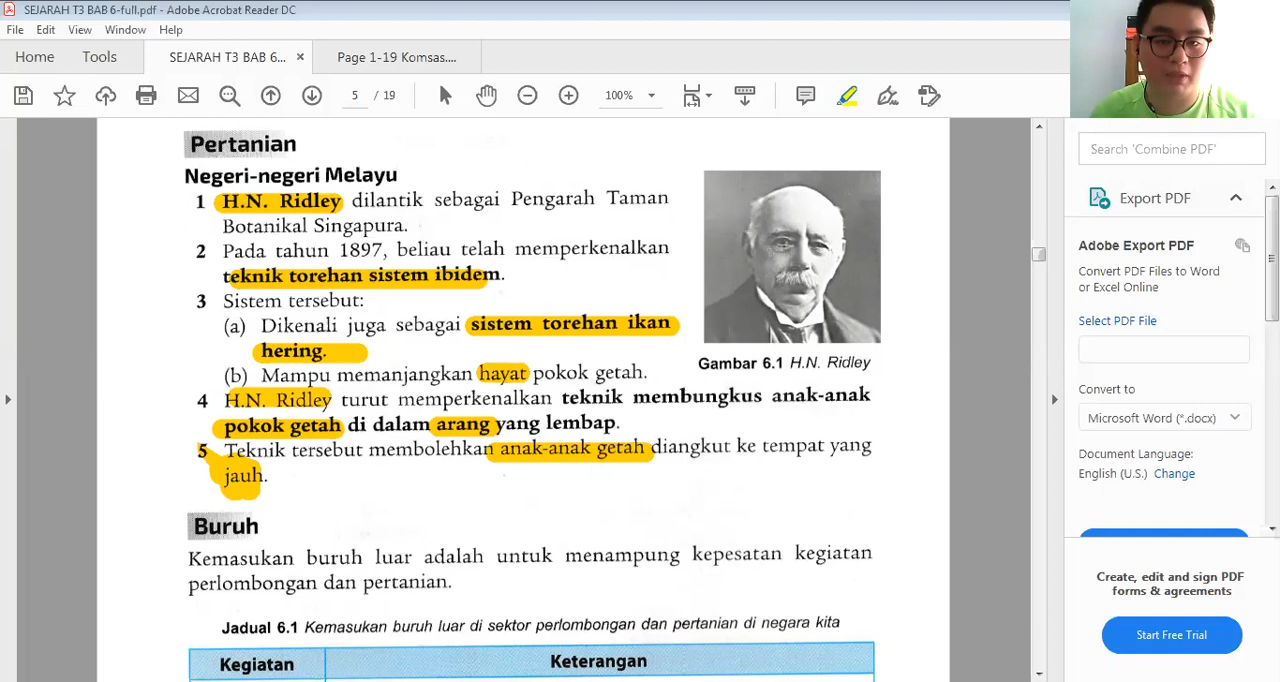 SEJARAH T3 BAB 6-full.pdf - Adobe Acrobat Reader DC
File Edit View Window Help
Home Tools SEJARAH T3 BAB 6... × Page 1-19 Komsas....
5 / 19 100%
Search 'Combine PDF'
Export PDF
Adobe Export PDF
Convert PDF Files to Word
or Excel Online
Select PDF File
Convert to
Microsoft Word (*.docx)
Document Language:
English (U.S.) Change
Create, edit and sign PDF
forms & agreements
Start Free Trial
Pertanian
Negeri-negeri Melayu
1 H.N. Ridley dilantik sebagai Pengarah Taman
Botanikal Singapura.
2 Pada tahun 1897, beliau telah memperkenalkan
teknik torehan sistem ibidem.
3 Sistem tersebut:
(a) Dikenali juga sebagai sistem torehan ikan
hering.
(b) Mampu memanjangkan hayat pokok getah.
Gambar 6.1 H.N. Ridley
4 H.N. Ridley turut memperkenalkan teknik membungkus anak-anak
pokok getah di dalam arang yang lembap.
5 Teknik tersebut membolehkan anak-anak getah diangkut ke tempat yang
jauh.
Buruh
Kemasukan buruh luar adalah untuk menampung kepesatan kegiatan
perlombongan dan pertanian.
Jadual 6.1 Kemasukan buruh luar di sektor perlombongan dan pertanian di negara kita
Kegiatan Keterangan